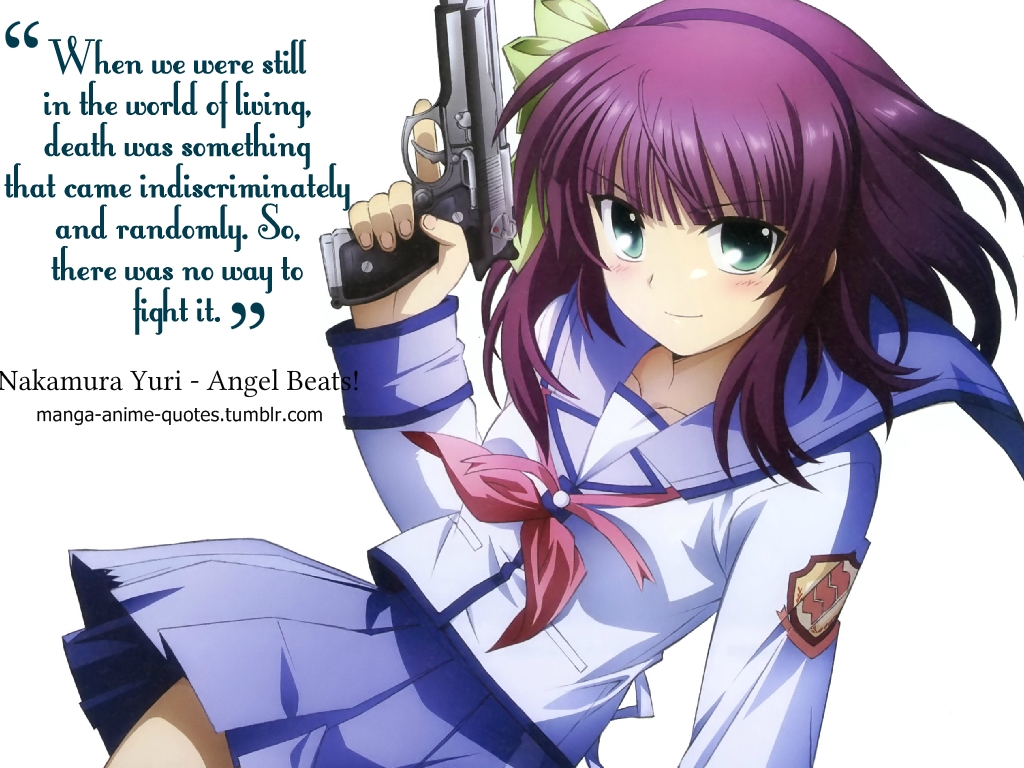 “ When we were still
in the world of living,
death was something
that came indiscriminately
and randomly. So,
there was no way to
fight it. ”
Nakamura Yuri - Angel Beats!
manga-anime-quotes.tumblr.com